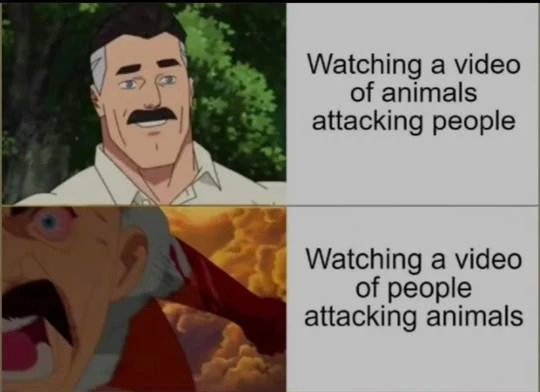 Watching a video
of animals
attacking people
Watching a video
of people
attacking animals